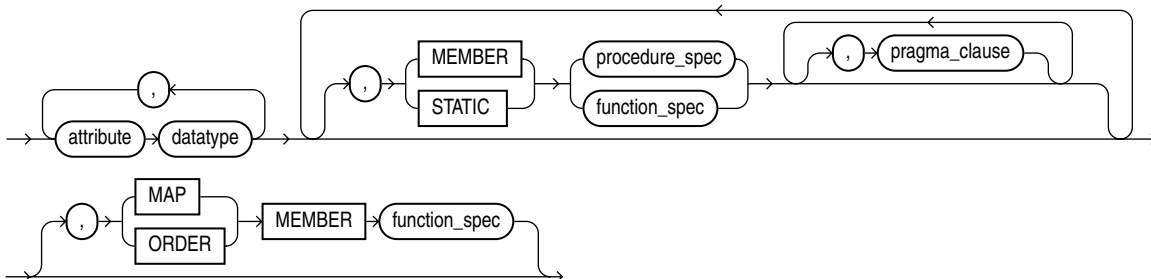 ,
attribute datatype
, MEMBER STATIC procedure_spec function_spec , pragma_clause
, MAP ORDER MEMBER function_spec